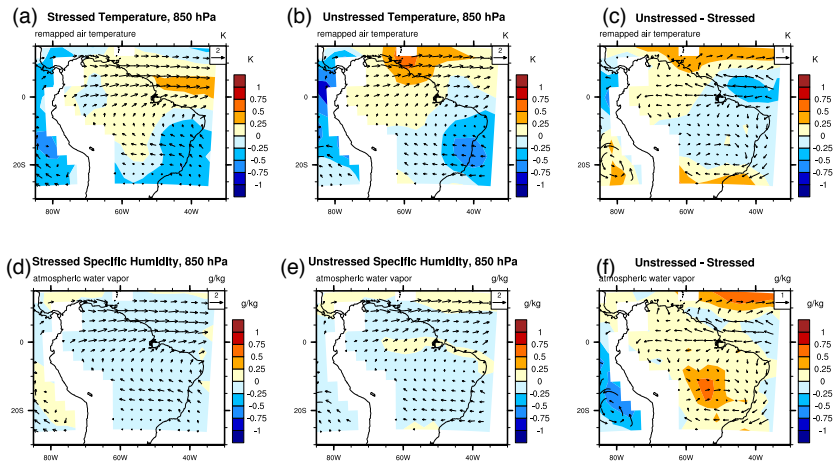 (a) Stressed Temperature, 850 hPa
remapped air temperature K
2
K
1
0.75
0.5
0.25
0
-0.25
-0.5
-0.75
-1
0
20S
80W 60W 40W
(b) Unstressed Temperature, 850 hPa
remapped air temperature K
2
K
1
0.75
0.5
0.25
0
-0.25
-0.5
-0.75
-1
0
20S
80W 60W 40W
(c) Unstressed - Stressed
remapped air temperature K
1
K
1
0.75
0.5
0.25
0
-0.25
-0.5
-0.75
-1
0
20S
80W 60W 40W
(d) Stressed Specific Humidity, 850 hPa
atmospheric water vapor g/kg
2
g/kg
1
0.75
0.5
0.25
0
-0.25
-0.5
-0.75
-1
0
20S
80W 60W 40W
(e) Unstressed Specific Humidity, 850 hPa
atmospheric water vapor g/kg
2
g/kg
1
0.75
0.5
0.25
0
-0.25
-0.5
-0.75
-1
0
20S
80W 60W 40W
(f) Unstressed - Stressed
atmospheric water vapor g/kg
1
g/kg
1
0.75
0.5
0.25
0
-0.25
-0.5
-0.75
-1
0
20S
80W 60W 40W